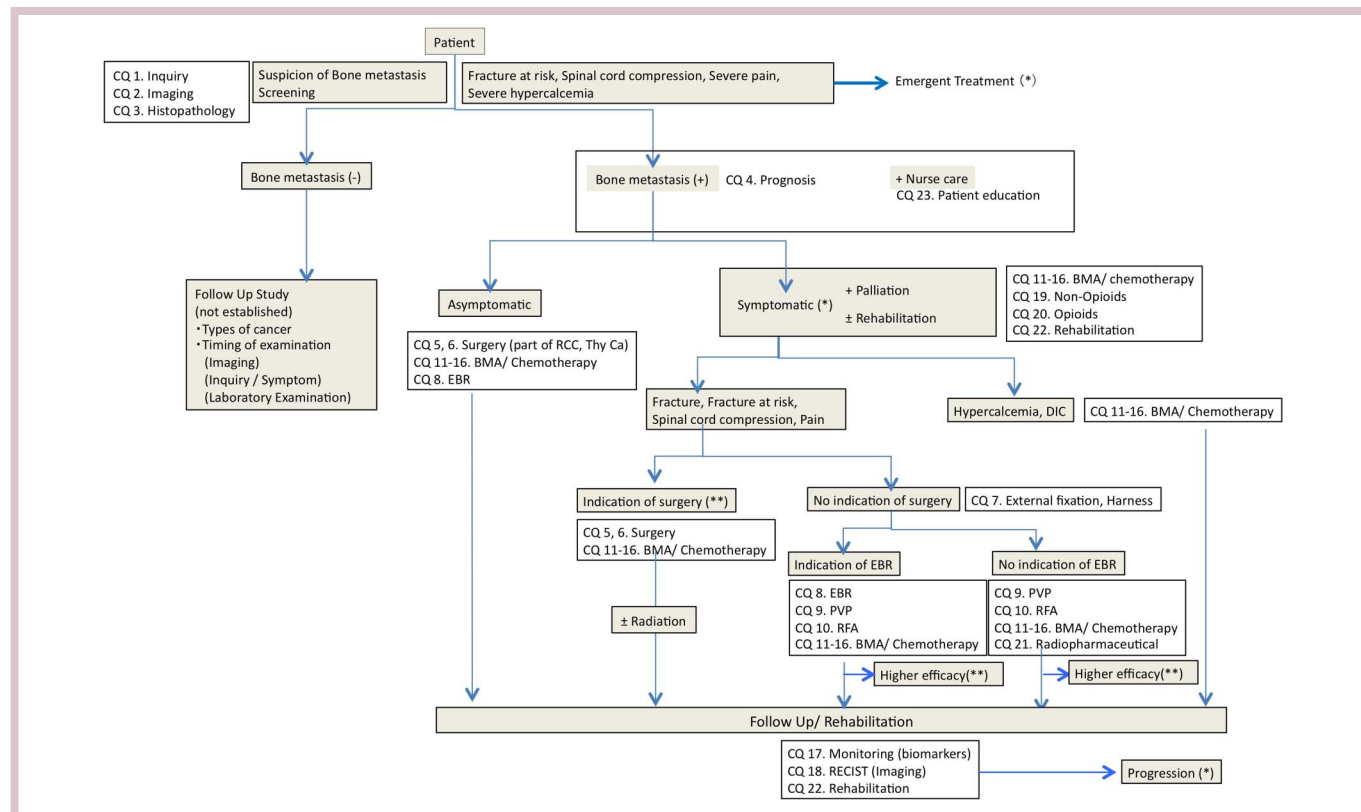 Patient
CQ 1. Inquiry
CQ 2. Imaging
CQ 3. Histopathology
Suspicion of Bone metastasis
Screening
Fracture at risk, Spinal cord compression, Severe pain,
Severe hypercalcemia
Emergent Treatment (*)
Bone metastasis (-)
Bone metastasis (+)
CQ 4. Prognosis
+ Nurse care
CQ 23. Patient education
Follow Up Study
(not established)
・Types of cancer
・Timing of examination
(Imaging)
(Inquiry / Symptom)
(Laboratory Examination)
Asymptomatic
CQ 5, 6. Surgery (part of RCC, Thy Ca)
CQ 11-16. BMA/ Chemotherapy
CQ 8. EBR
Symptomatic (*)
+ Palliation
± Rehabilitation
CQ 11-16. BMA/ chemotherapy
CQ 19. Non-Opioids
CQ 20. Opioids
CQ 22. Rehabilitation
Fracture, Fracture at risk,
Spinal cord compression, Pain
Hypercalcemia, DIC
CQ 11-16. BMA/ Chemotherapy
Indication of surgery (**)
CQ 5, 6. Surgery
CQ 11-16. BMA/ Chemotherapy
± Radiation
No indication of surgery
CQ 7. External fixation, Harness
Indication of EBR
CQ 8. EBR
CQ 9. PVP
CQ 10. RFA
CQ 11-16. BMA/ Chemotherapy
Higher efficacy(**)
No indication of EBR
CQ 9. PVP
CQ 10. RFA
CQ 11-16. BMA/ Chemotherapy
CQ 21. Radiopharmaceutical
Higher efficacy(**)
Follow Up/ Rehabilitation
CQ 17. Monitoring (biomarkers)
CQ 18. RECIST (Imaging)
CQ 22. Rehabilitation
Progression (*)